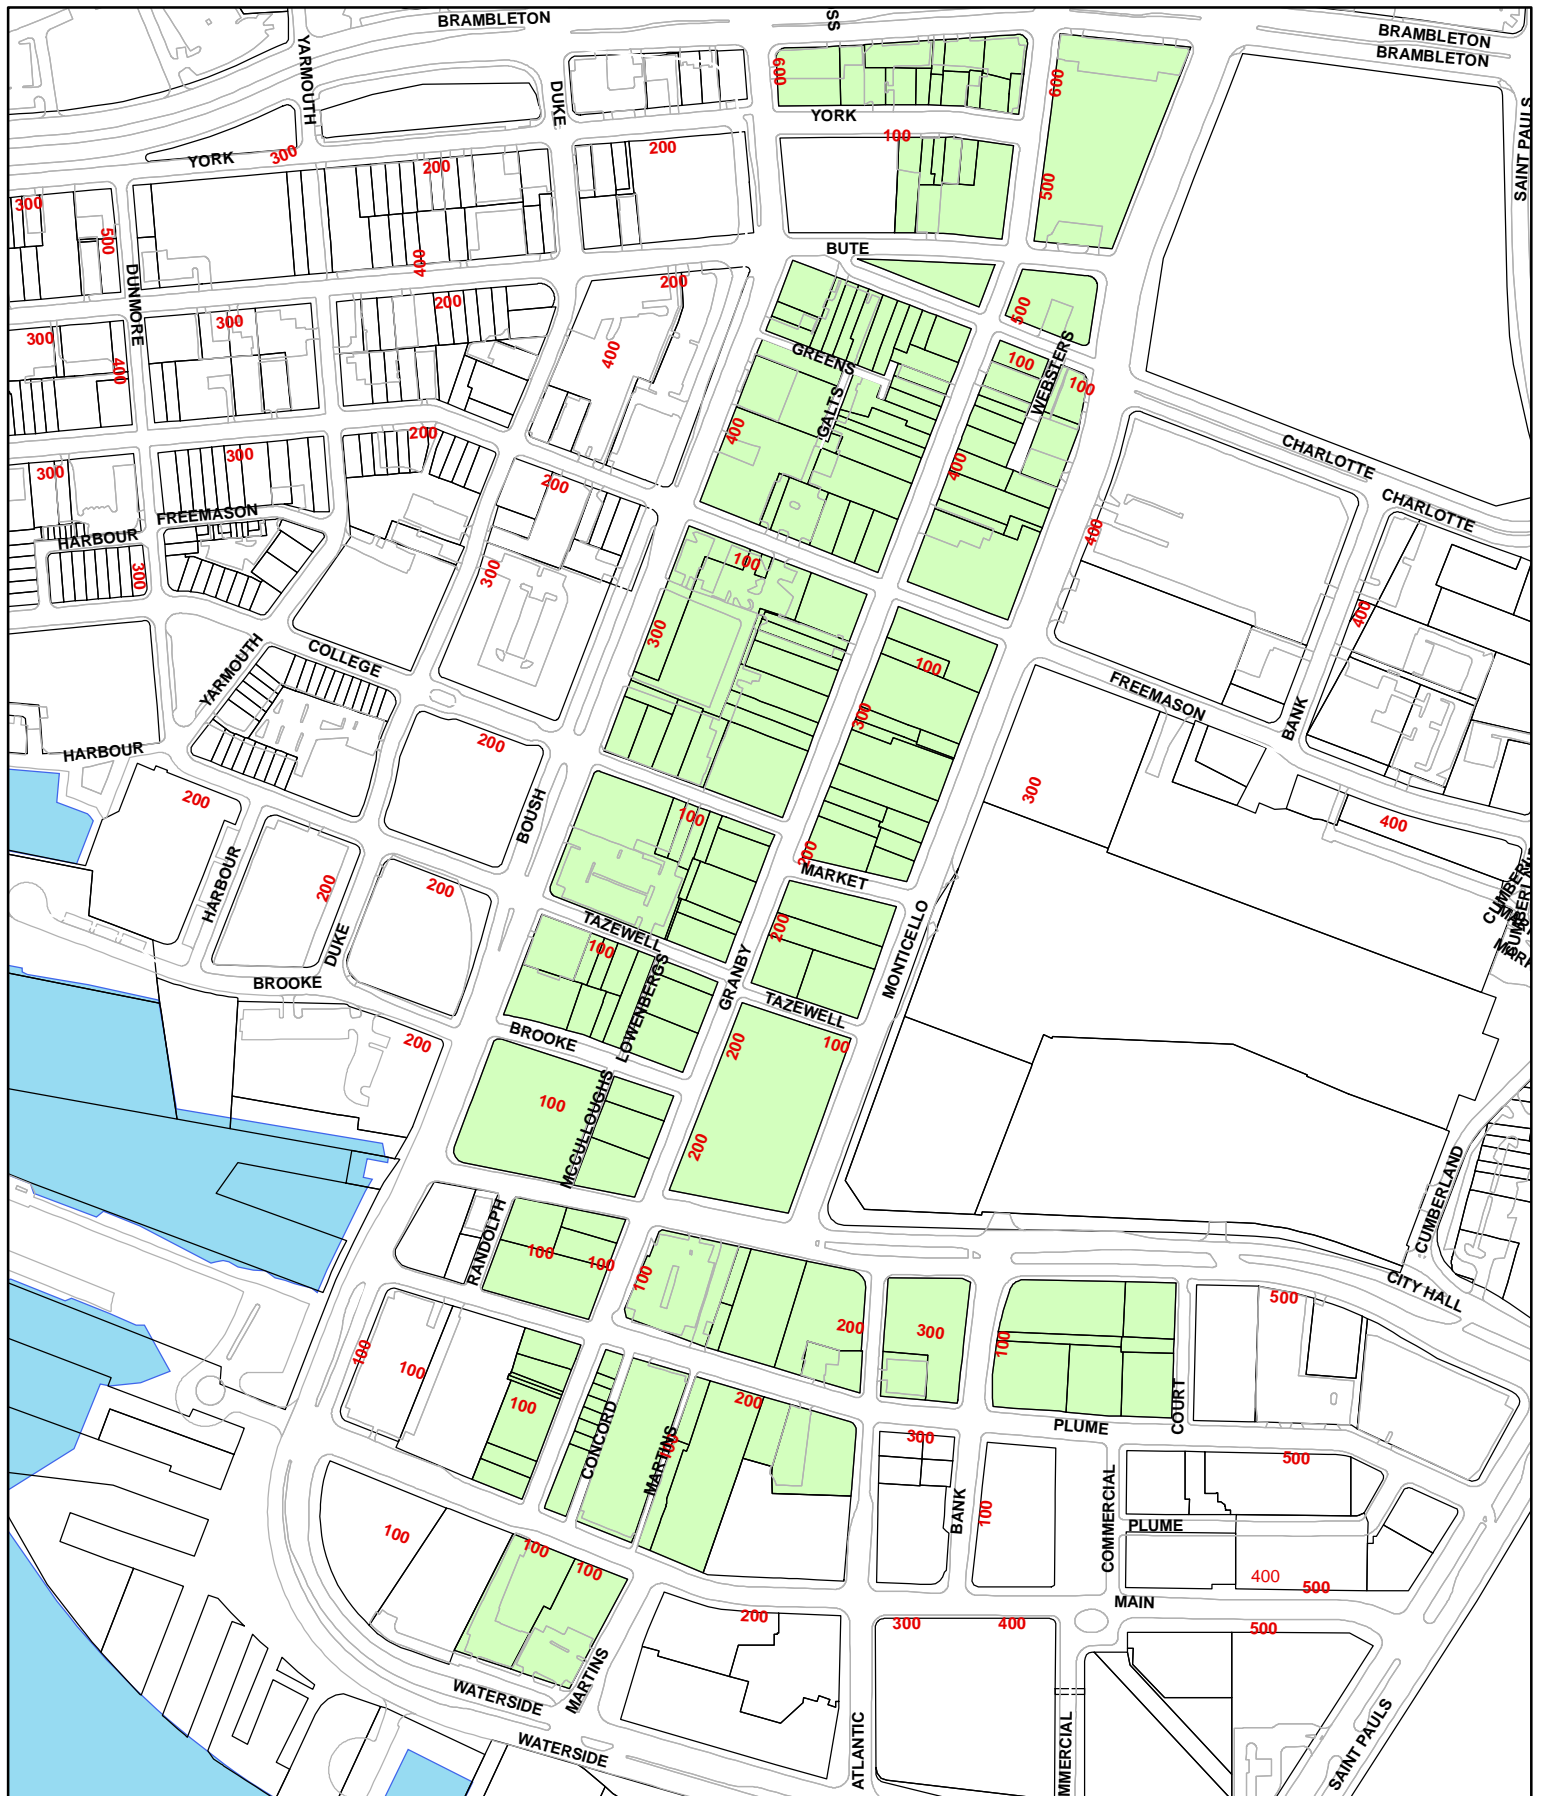 BRAMBLETON
SS
BRAMBLETON
BRAMBLETON
YARMOUTH
DUKE
600
600
SAINT PAULS
YORK
100
YORK
300
200
200
300
500
500
400
BUTE
DUNMORE
200
200
500
300
300
400
400
GREENS
100
WEBSTERS
100
GALTS
400
400
CHARLOTTE
CHARLOTTE
200
300
300
200
FREEMASON
HARBOUR
300
300
100
400
400
300
100
YARMOUTH
COLLEGE
FREEMASON
BANK
300
200
HARBOUR
200
BOUSH
100
300
400
200
MARKET
HARBOUR
200
200
TAZEWELL
100
200
MONTICELLO
DUKE
BROOKE
LOWENBERGS
GRANBY
TAZEWELL
BROOKE
200
200
100
100
MCCULLOUGHS
200
CUMBERLAND
RANDOLPH
100
100
100
CITY HALL
500
200
300
100
100
100
100
200
COURT
PLUME
CONCORD
MARTINS
300
500
BANK
100
COMMERCIAL
PLUME
100
100
100
400
500
MAIN
200
300
400
500
MARTINS
WATERSIDE
WATERSIDE
ATLANTIC
MMERCIAL
SAINT PAULS